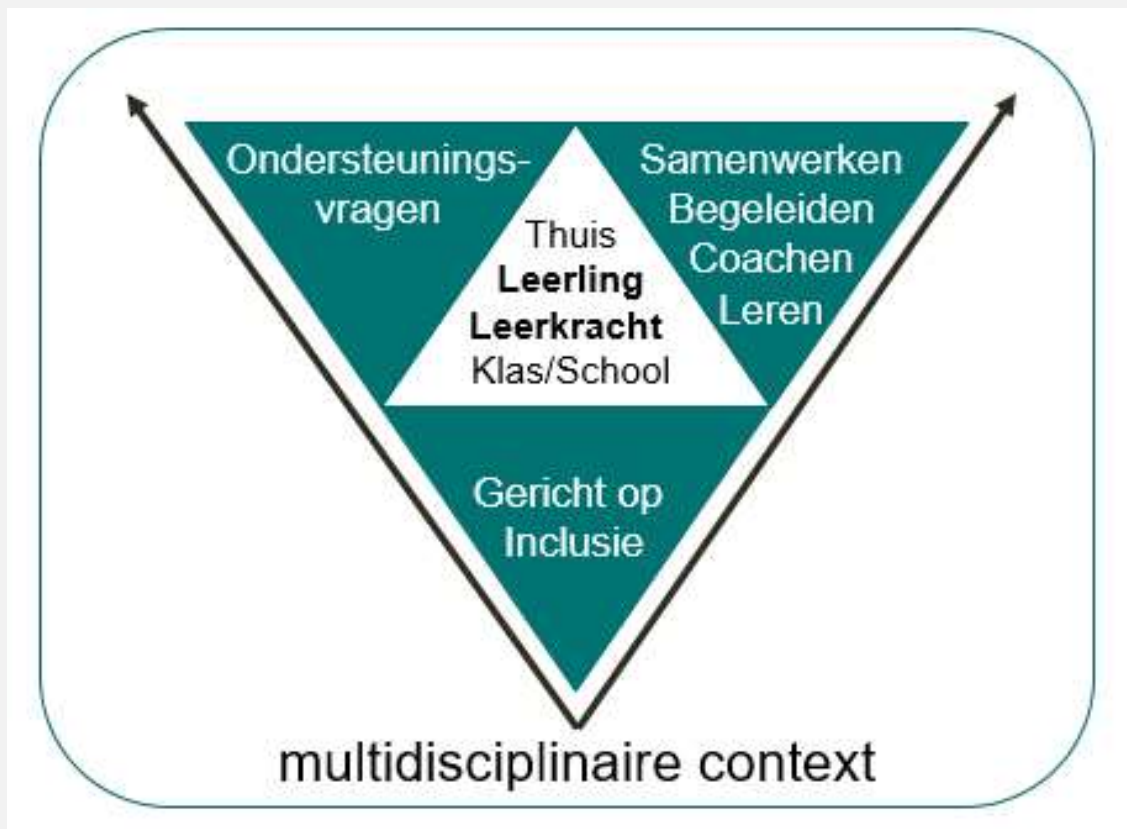 Ondersteunings-
vragen
Samenwerken
Begeleiden
Coachen
Leren
Thuis
Leerling
Leerkracht
Klas/School
Gericht op
Inclusie
multidisciplinaire context